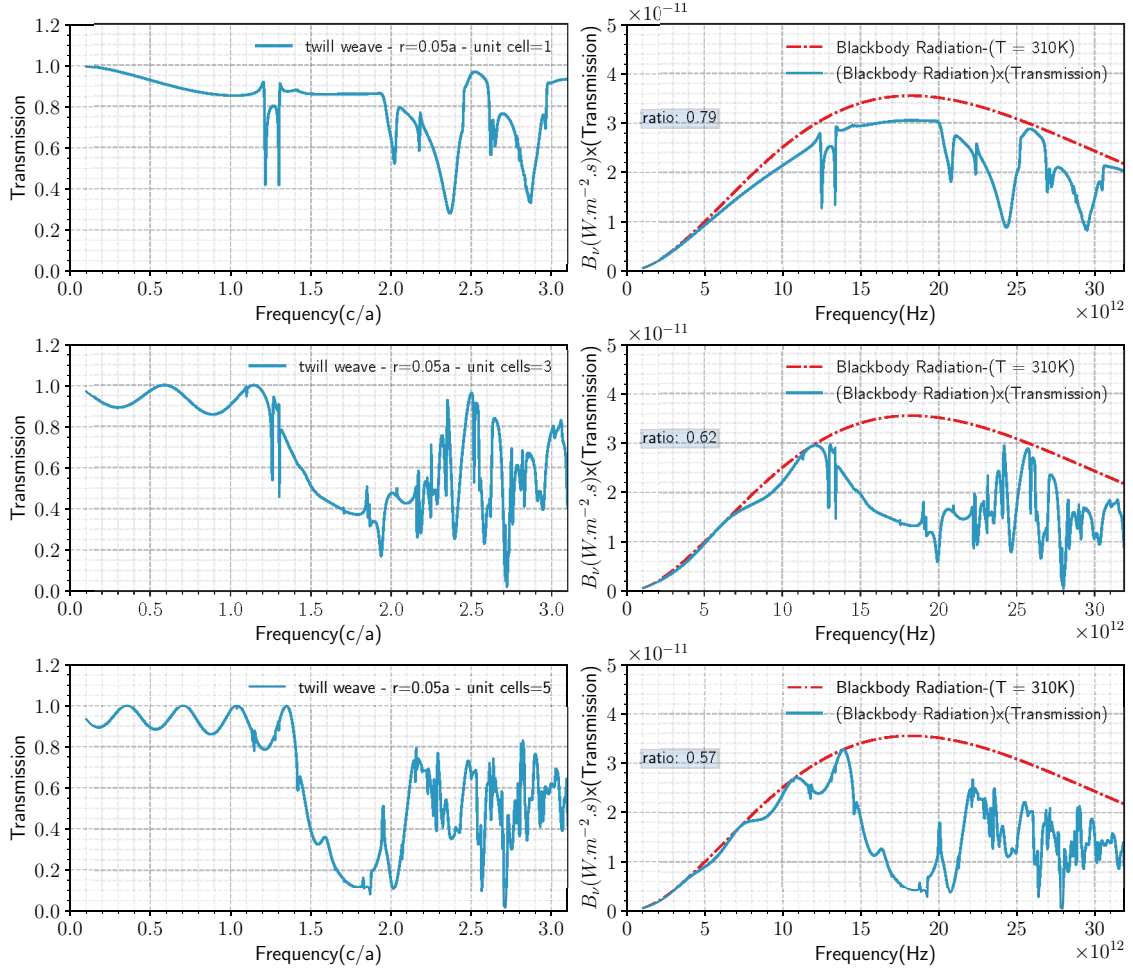 1.2
1.0
0.8
0.6
0.4
0.2
0.0
Transmission
twill weave - r=0.05a - unit cell=1
0.0 0.5 1.0 1.5 2.0 2.5 3.0
Frequency(c/a)
×10⁻¹¹
5
4
3
2
1
0
B_ν(W.m⁻².s)×(Transmission)
Blackbody Radiation-(T = 310K)
(Blackbody Radiation)x(Transmission)
ratio: 0.79
0 5 10 15 20 25 30
Frequency(Hz)
×10¹²
1.2
1.0
0.8
0.6
0.4
0.2
0.0
Transmission
twill weave - r=0.05a - unit cells=3
0.0 0.5 1.0 1.5 2.0 2.5 3.0
Frequency(c/a)
×10⁻¹¹
5
4
3
2
1
0
B_ν(W.m⁻².s)×(Transmission)
Blackbody Radiation-(T = 310K)
(Blackbody Radiation)x(Transmission)
ratio: 0.62
0 5 10 15 20 25 30
Frequency(Hz)
×10¹²
1.2
1.0
0.8
0.6
0.4
0.2
0.0
Transmission
twill weave - r=0.05a - unit cells=5
0.0 0.5 1.0 1.5 2.0 2.5 3.0
Frequency(c/a)
×10⁻¹¹
5
4
3
2
1
0
B_ν(W.m⁻².s)×(Transmission)
Blackbody Radiation-(T = 310K)
(Blackbody Radiation)x(Transmission)
ratio: 0.57
0 5 10 15 20 25 30
Frequency(Hz)
×10¹²